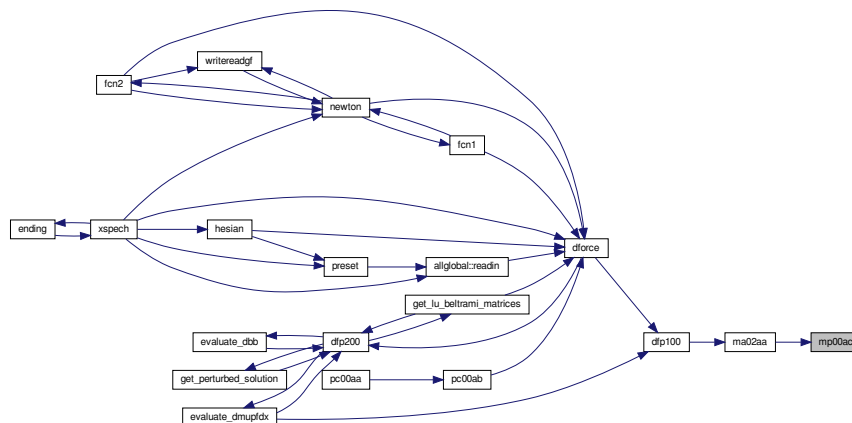 writereadgf
fcn2
newton
fcn1
ending
xspech
hesian
dforce
preset
allglobal::readin
get_lu_beltrami_matrices
evaluate_dbb
dfp200
dfp100
ma02aa
mp00ac
get_perturbed_solution
pc00aa
pc00ab
evaluate_dmupfdx